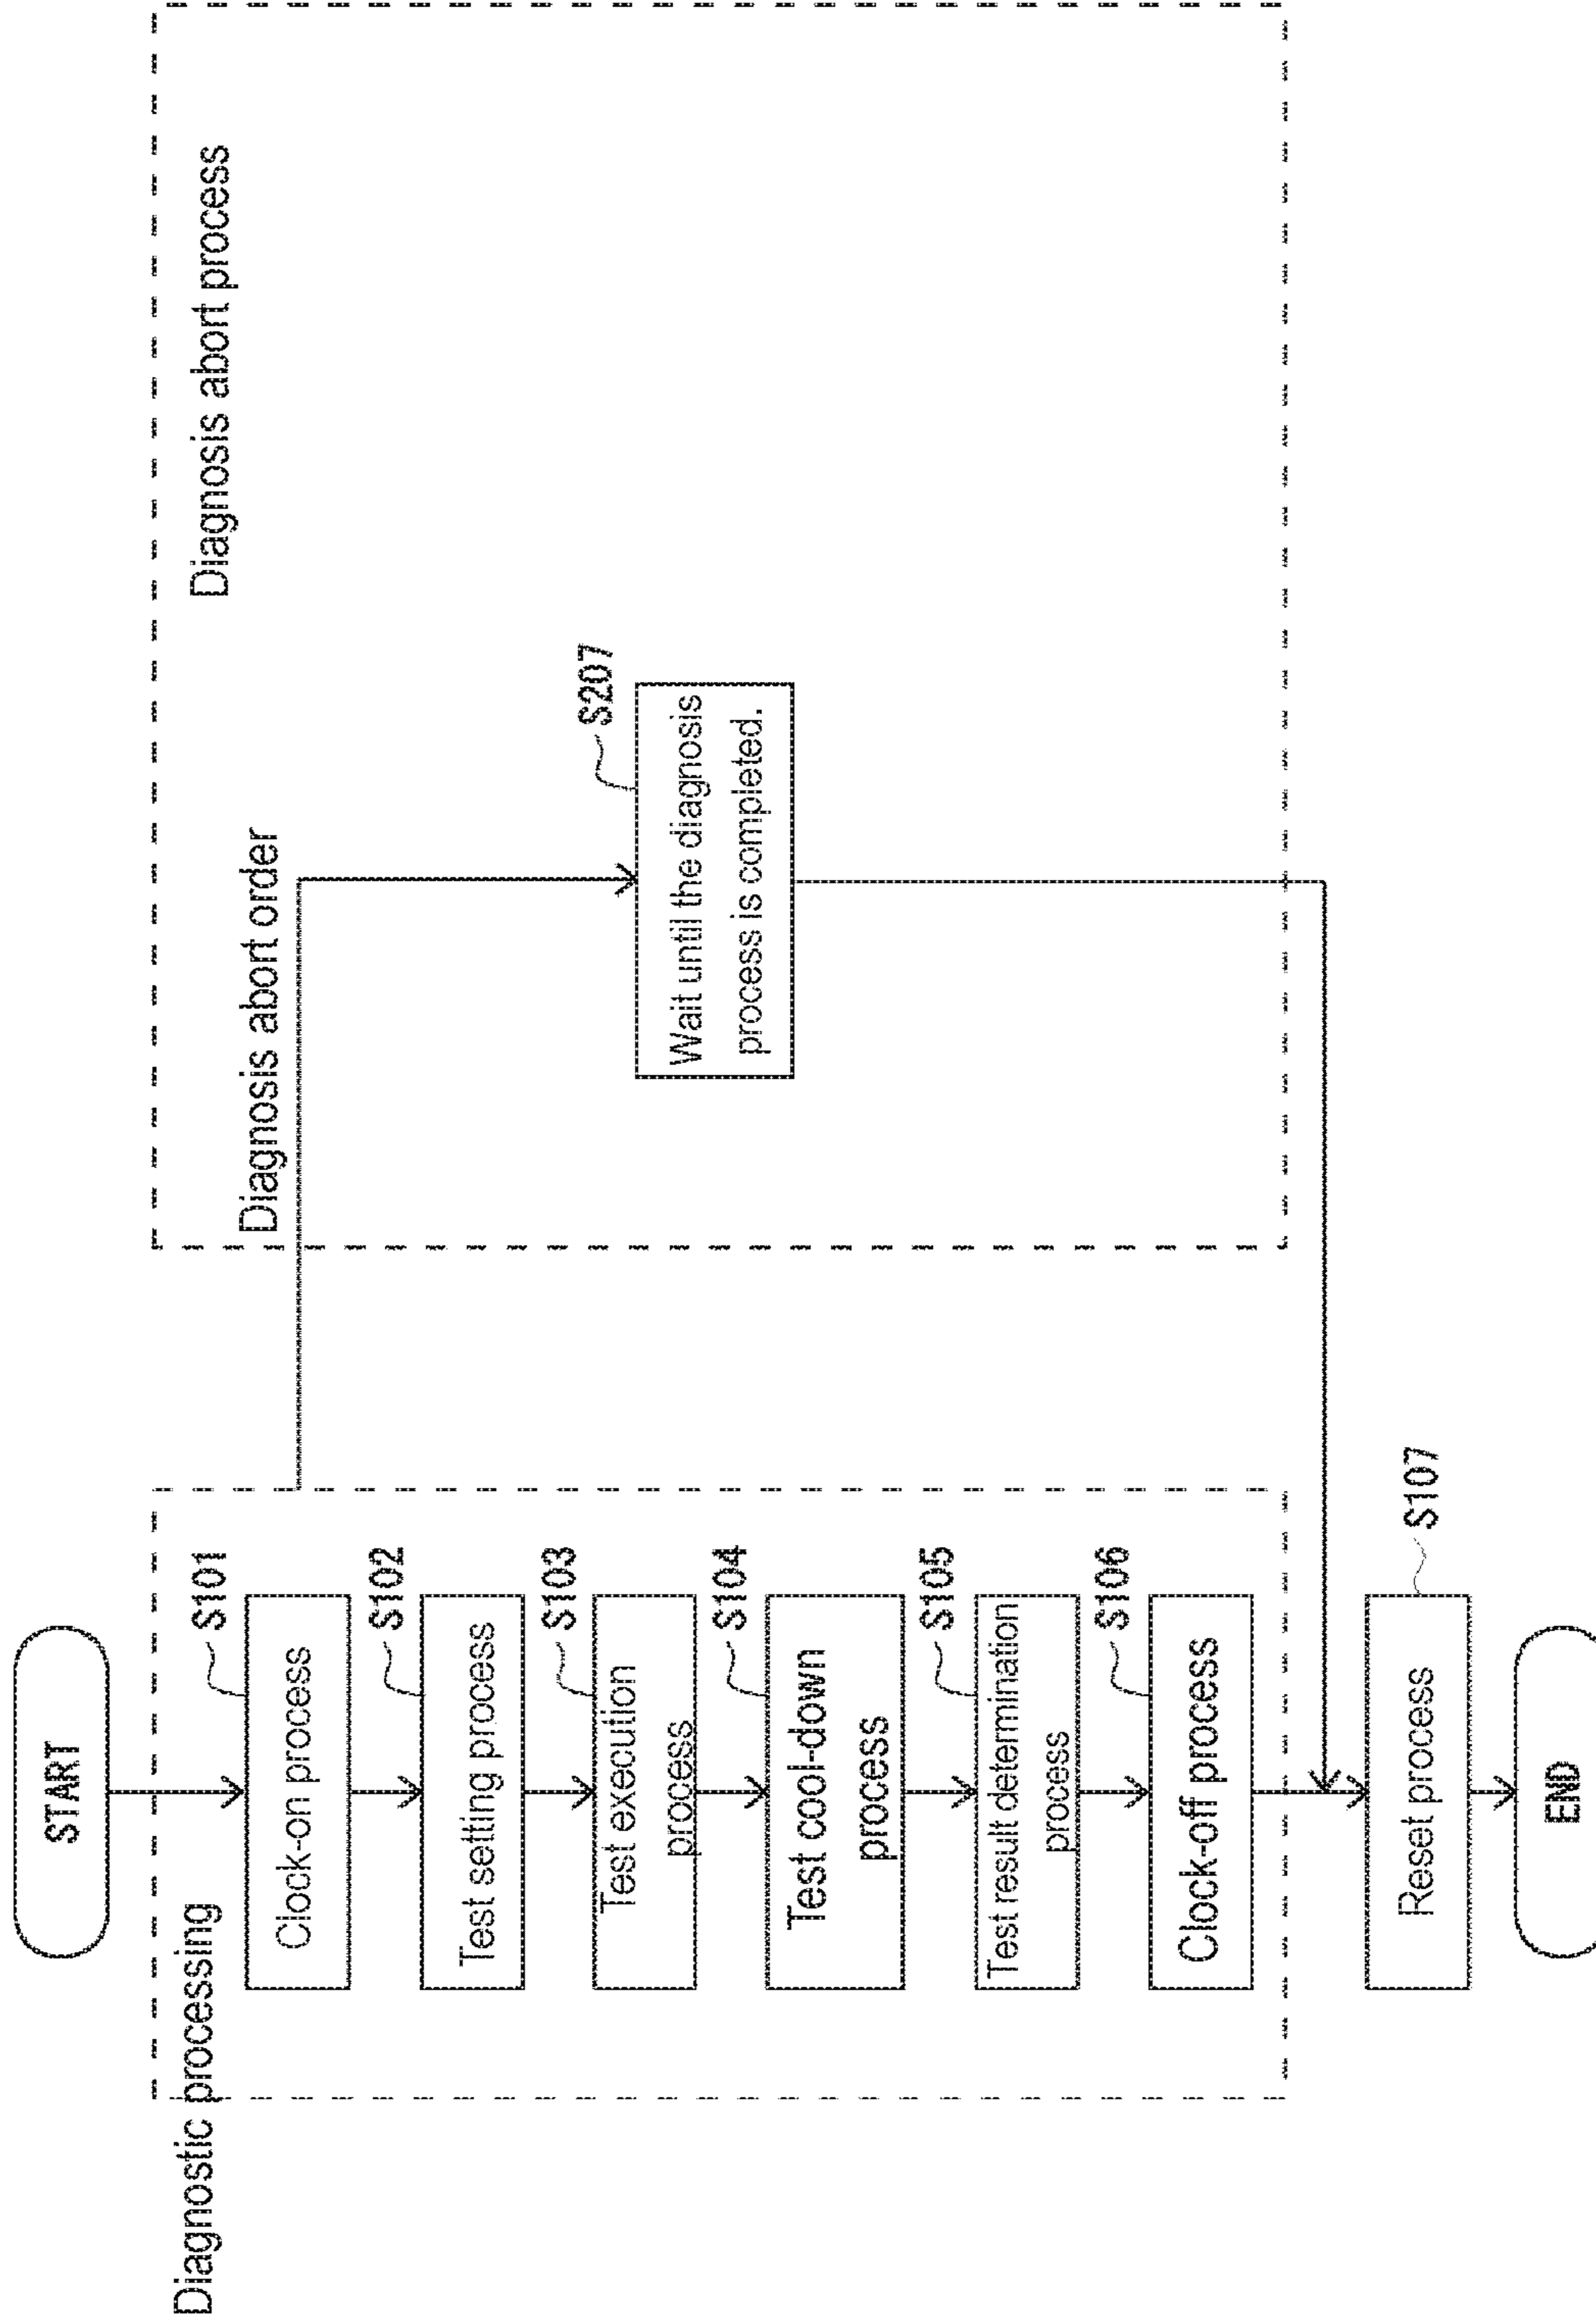 START
Diagnostic processing
S101
Clock-on process
S102
Test setting process
S103
Test execution
process
S104
Test cool-down
process
S105
Test result determination
process
S106
Clock-off process
S107
Reset process
END
Diagnosis abort process
Diagnosis abort order
S207
Wait until the diagnosis
process is completed.